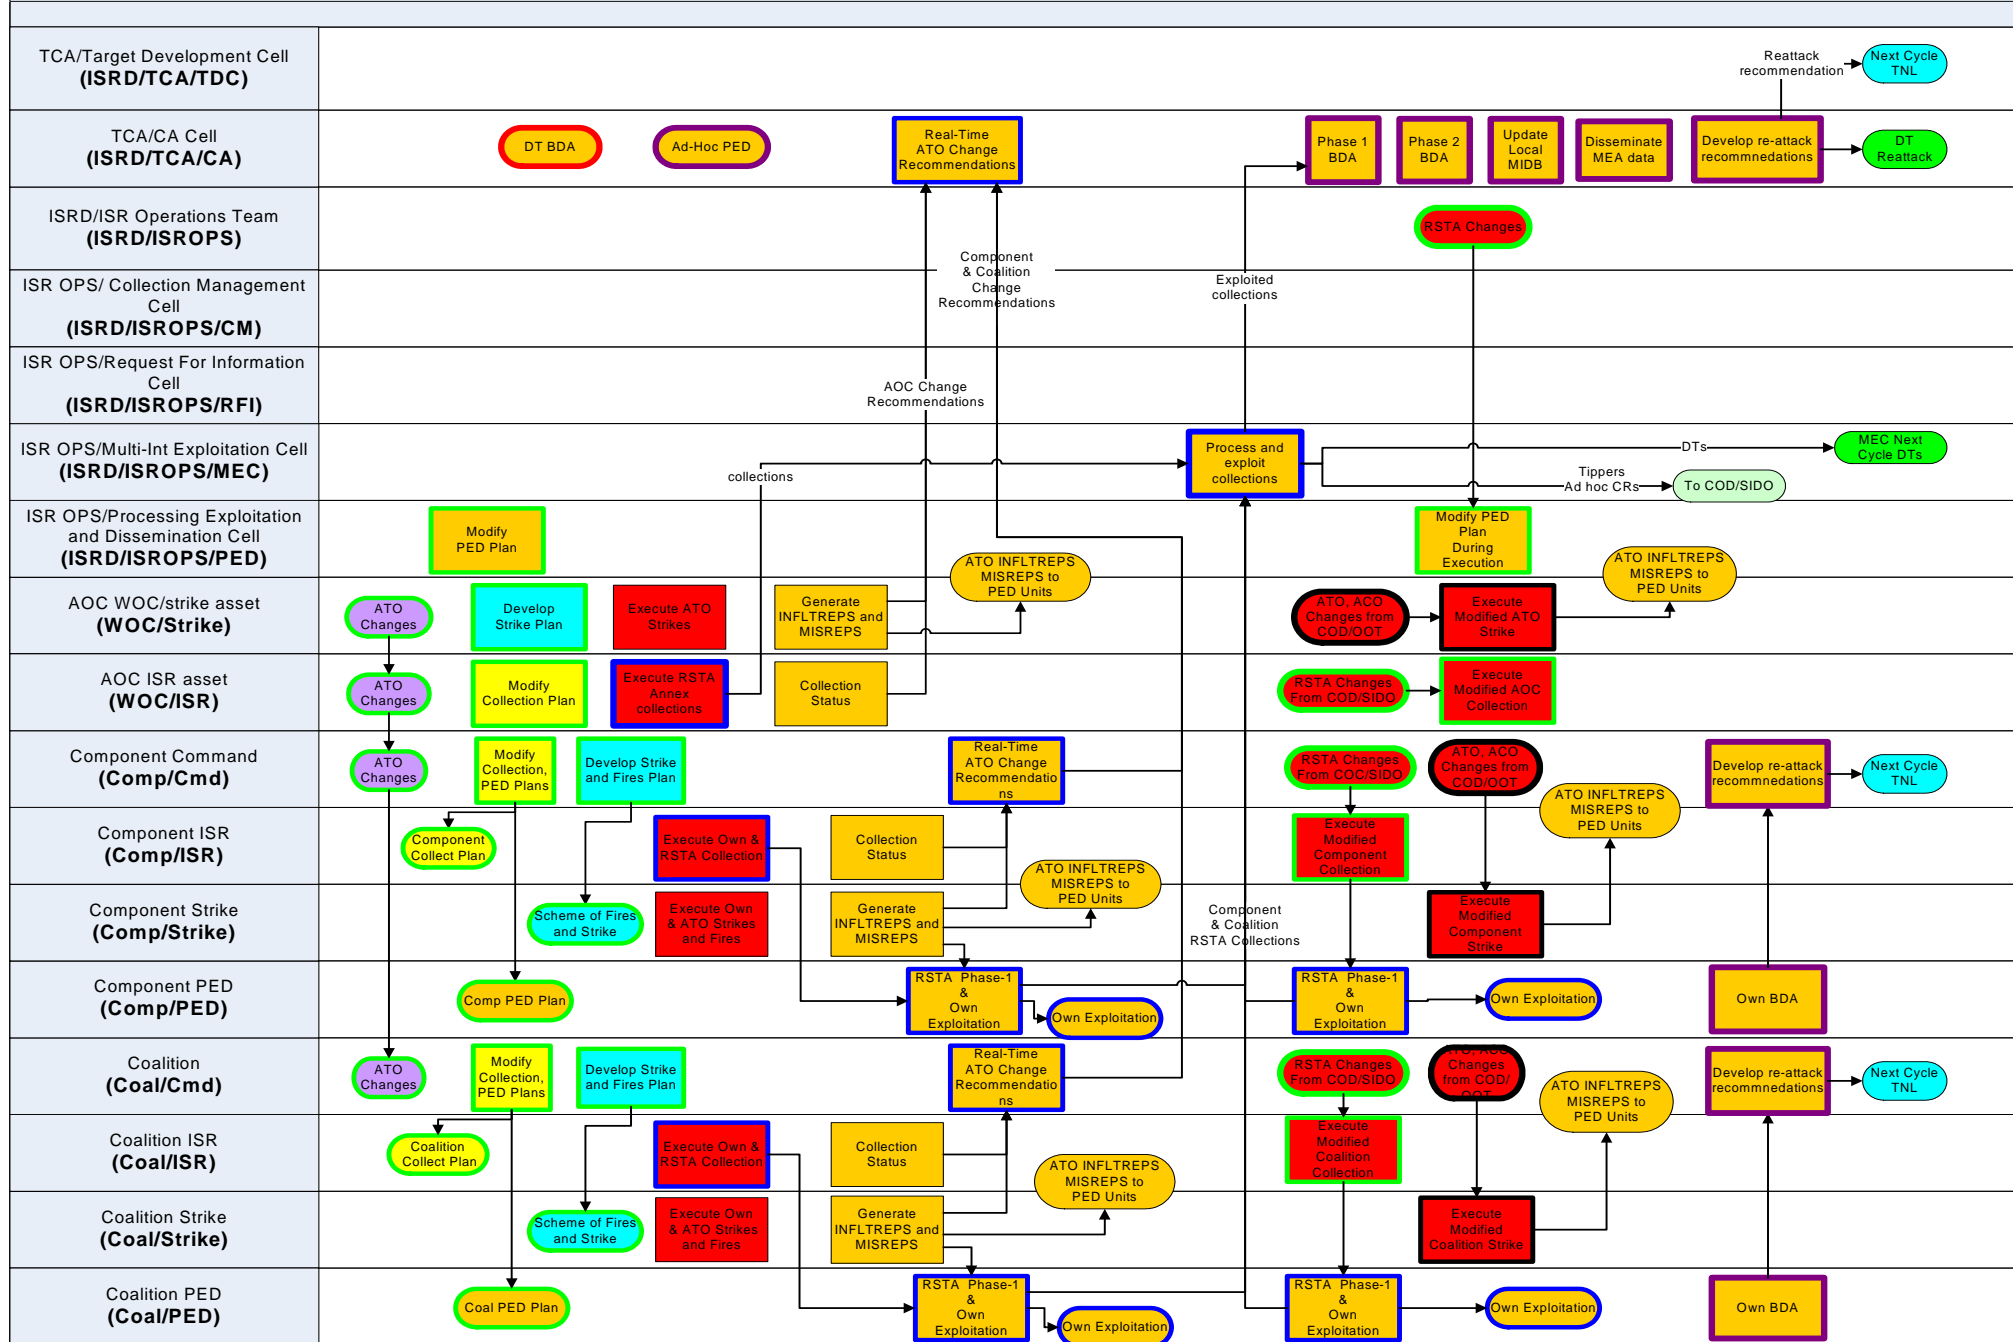 TCA/Target Development Cell
(ISRD/TCA/TDC)
Reattack
recommendation
Next Cycle
TNL
TCA/CA Cell
(ISRD/TCA/CA)
DT BDA
Ad-Hoc PED
Real-Time
ATO Change
Recommendations
Phase 1
BDA
Phase 2
BDA
Update
Local
MIDB
Disseminate
MEA data
Develop re-attack
recommnedations
DT
Reattack
ISRD/ISR Operations Team
(ISRD/ISROPS)
RSTA Changes
Component
& Coalition
Change
Recommendations
Exploited
collections
ISR OPS/ Collection Management
Cell
(ISRD/ISROPS/CM)
ISR OPS/Request For Information
Cell
(ISRD/ISROPS/RFI)
AOC Change
Recommendations
ISR OPS/Multi-Int Exploitation Cell
(ISRD/ISROPS/MEC)
collections
Process and
exploit
collections
DTs
MEC Next
Cycle DTs
Tippers
Ad hoc CRs
To COD/SIDO
ISR OPS/Processing Exploitation
and Dissemination Cell
(ISRD/ISROPS/PED)
Modify
PED Plan
Modify PED
Plan
During
Execution
AOC WOC/strike asset
(WOC/Strike)
ATO
Changes
Develop
Strike Plan
Execute ATO
Strikes
Generate
INFLTREPS and
MISREPS
ATO INFLTREPS
MISREPS to
PED Units
ATO, ACO
Changes from
COD/OOT
Execute
Modified ATO
Strike
ATO INFLTREPS
MISREPS to
PED Units
AOC ISR asset
(WOC/ISR)
ATO
Changes
Modify
Collection Plan
Execute RSTA
Annex
collections
Collection
Status
RSTA Changes
From COD/SIDO
Execute
Modified AOC
Collection
Component Command
(Comp/Cmd)
ATO
Changes
Modify
Collection,
PED Plans
Develop Strike
and Fires Plan
Real-Time
ATO Change
Recommendatio
ns
RSTA Changes
From COC/SIDO
ATO, ACO
Changes from
COD/OOT
Develop re-attack
recommnedations
Next Cycle
TNL
Component ISR
(Comp/ISR)
Component
Collect Plan
Execute Own &
RSTA Collection
Collection
Status
Execute
Modified
Component
Collection
ATO INFLTREPS
MISREPS to
PED Units
Component Strike
(Comp/Strike)
Scheme of Fires
and Strike
Execute Own
& ATO Strikes
and Fires
Generate
INFLTREPS and
MISREPS
ATO INFLTREPS
MISREPS to
PED Units
Component
& Coalition
RSTA Collections
Execute
Modified
Component
Strike
Component PED
(Comp/PED)
Comp PED Plan
RSTA Phase-1
&
Own
Exploitation
Own Exploitation
RSTA Phase-1
&
Own
Exploitation
Own Exploitation
Own BDA
Coalition
(Coal/Cmd)
ATO
Changes
Modify
Collection,
PED Plans
Develop Strike
and Fires Plan
Real-Time
ATO Change
Recommendatio
ns
RSTA Changes
From COD/SIDO
ATO, ACO
Changes
from COD/
OOT
Develop re-attack
recommnedations
Next Cycle
TNL
Coalition ISR
(Coal/ISR)
Coalition
Collect Plan
Execute Own &
RSTA Collection
Collection
Status
Execute
Modified
Coalition
Collection
ATO INFLTREPS
MISREPS to
PED Units
Coalition Strike
(Coal/Strike)
Scheme of Fires
and Strike
Execute Own
& ATO Strikes
and Fires
Generate
INFLTREPS and
MISREPS
ATO INFLTREPS
MISREPS to
PED Units
Execute
Modified
Coalition Strike
Coalition PED
(Coal/PED)
Coal PED Plan
RSTA Phase-1
&
Own
Exploitation
Own Exploitation
RSTA Phase-1
&
Own
Exploitation
Own Exploitation
Own BDA